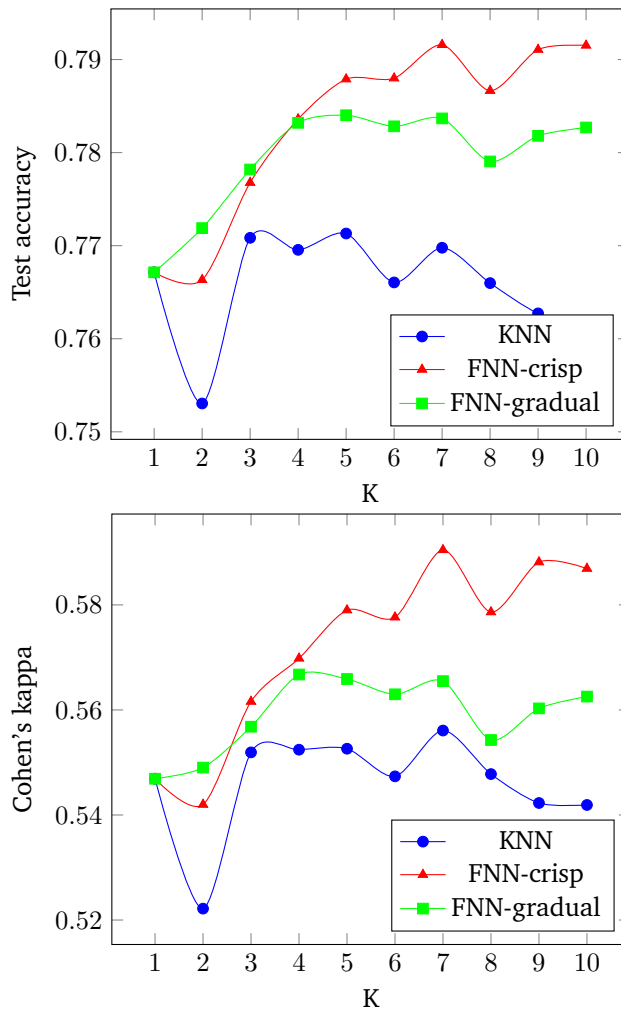 0.79
0.78
0.77
0.76
0.75
Test accuracy
KNN
FNN-crisp
FNN-gradual
1 2 3 4 5 6 7 8 9 10
K
0.58
0.56
0.54
0.52
Cohen's kappa
KNN
FNN-crisp
FNN-gradual
1 2 3 4 5 6 7 8 9 10
K